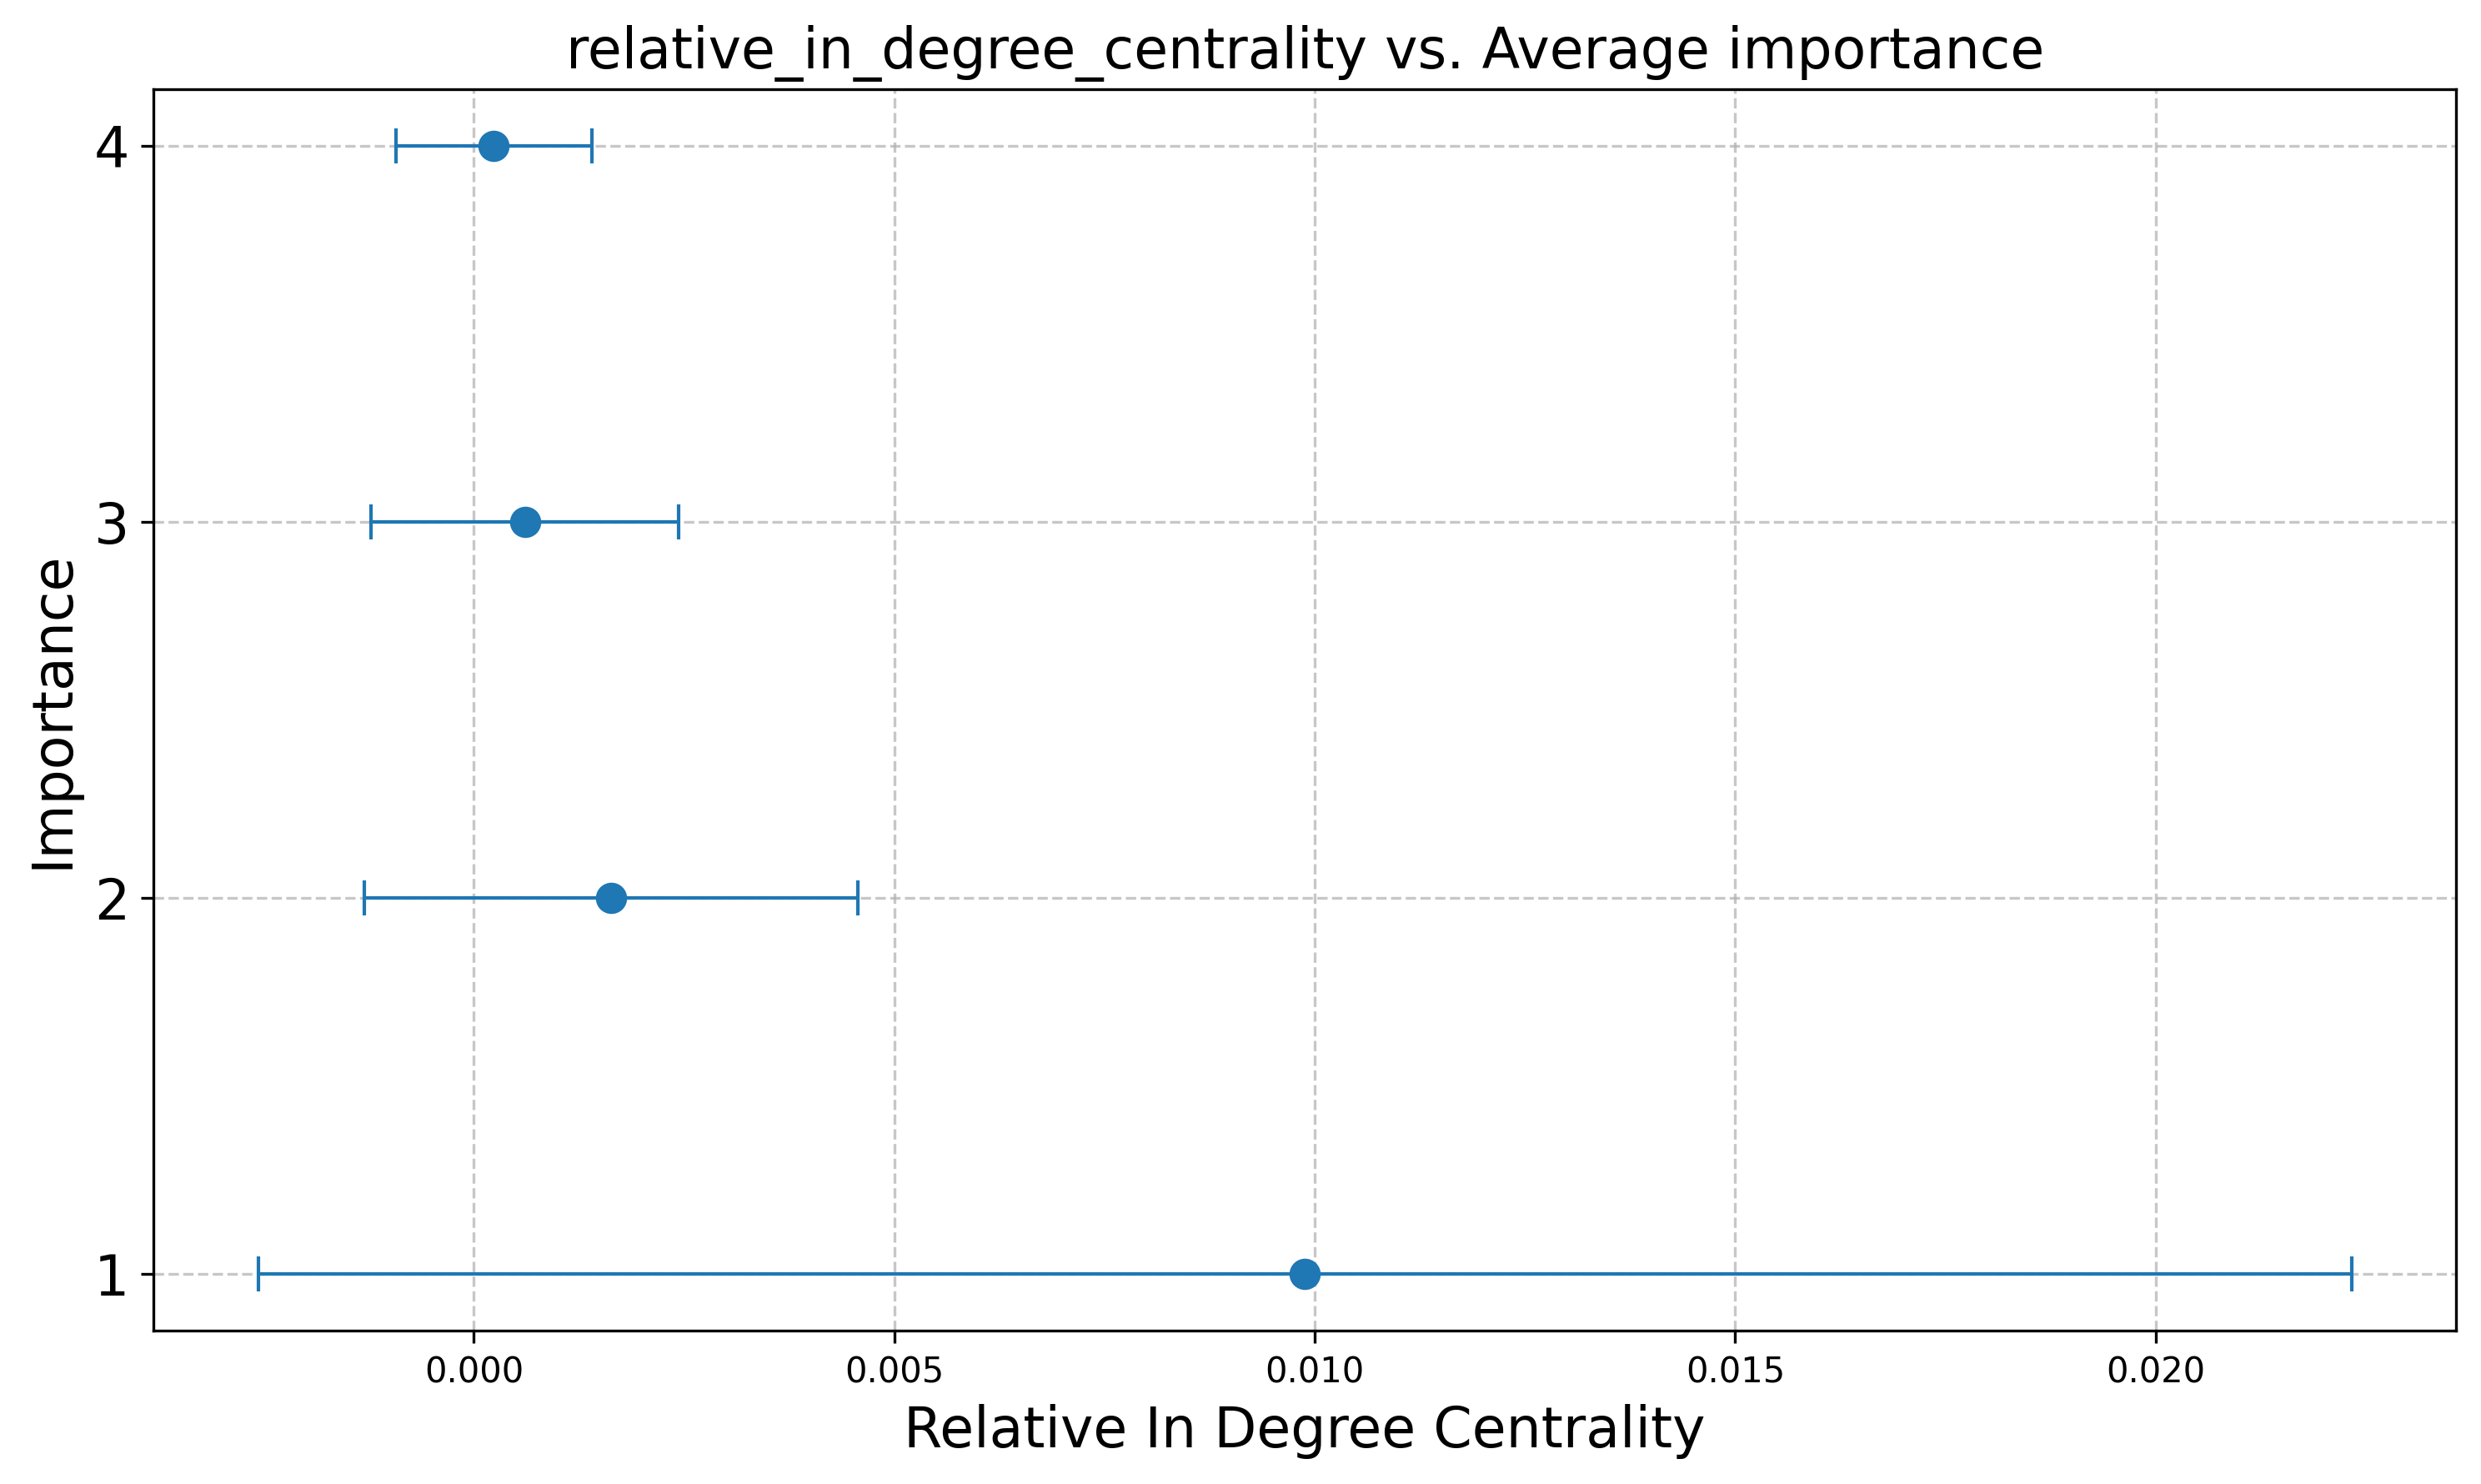 relative_in_degree_centrality vs. Average importance
4
3
2
1
Importance
0.000 0.005 0.010 0.015 0.020
Relative In Degree Centrality